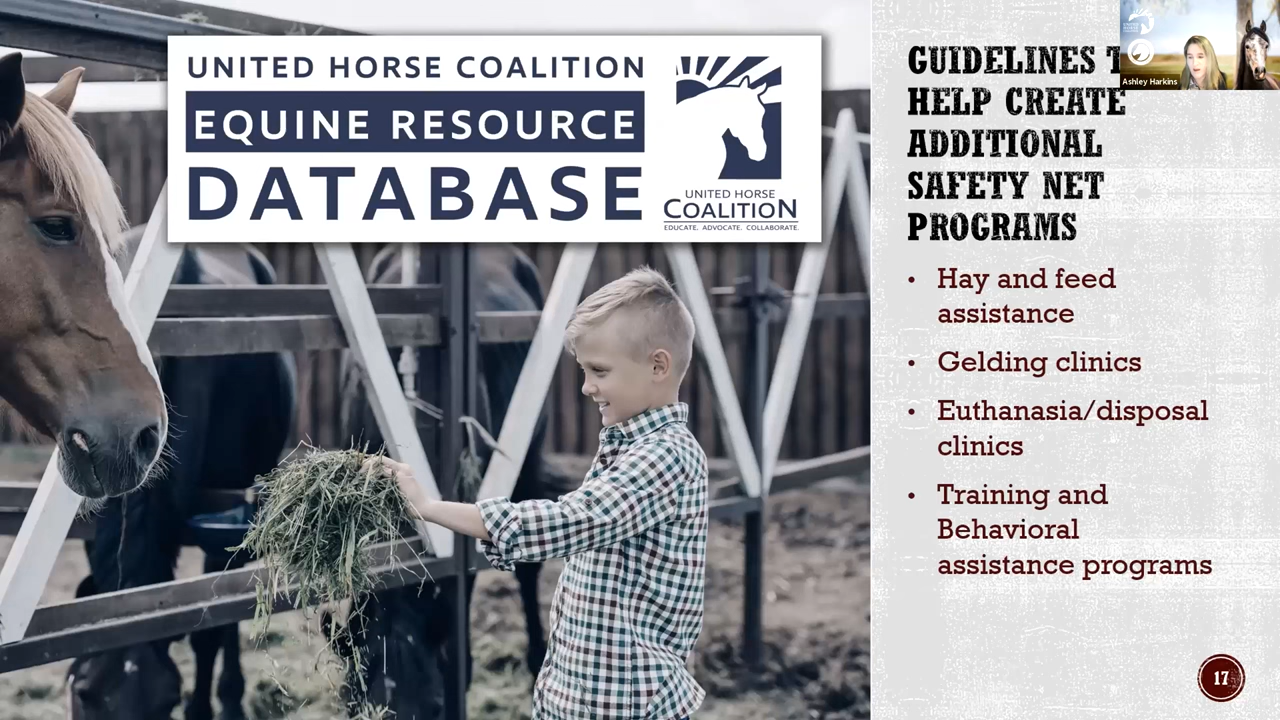 UNITED HORSE COALITION
EQUINE RESOURCE
DATABASE
UNITED HORSE
COALITION
EDUCATE. ADVOCATE. COLLABORATE.
GUIDELINES T
HELP CREATE
ADDITIONAL
SAFETY NET
PROGRAMS
• Hay and feed
assistance
• Gelding clinics
• Euthanasia/disposal
clinics
• Training and
Behavioral
assistance programs
Ashley Harkins
17